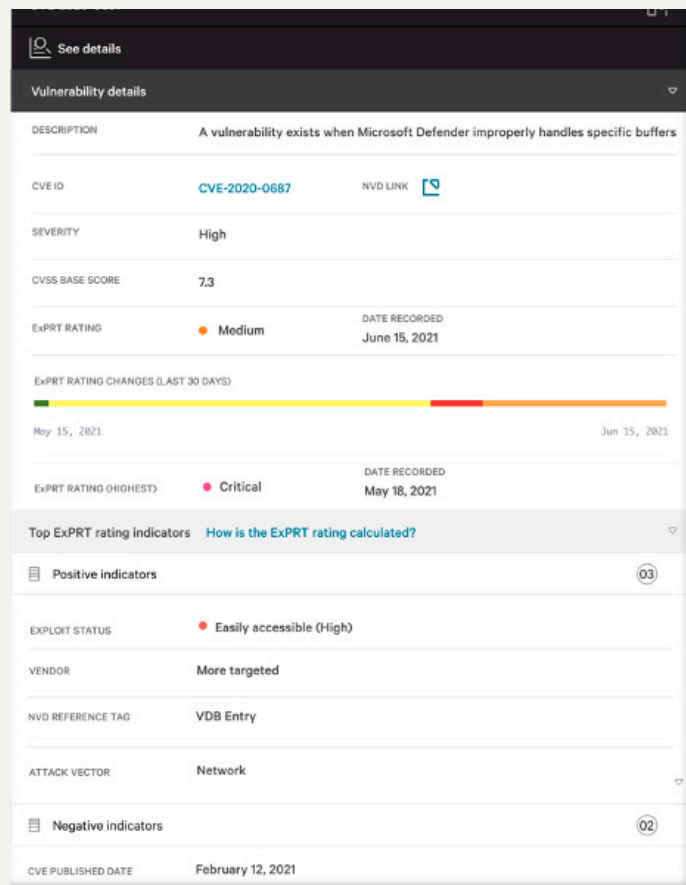 See details
Vulnerability details
DESCRIPTION A vulnerability exists when Microsoft Defender improperly handles specific buffers
CVE ID CVE-2020-0687 NVD LINK
SEVERITY High
CVSS BASE SCORE 7.3
ExPRT RATING Medium DATE RECORDED
June 15, 2021
ExPRT RATING CHANGES (LAST 30 DAYS)
May 15, 2021 Jun 15, 2021
ExPRT RATING (HIGHEST) Critical DATE RECORDED
May 18, 2021
Top ExPRT rating indicators How is the ExPRT rating calculated?
Positive indicators 03
EXPLOIT STATUS Easily accessible (High)
VENDOR More targeted
NVD REFERENCE TAG VDB Entry
ATTACK VECTOR Network
Negative indicators 02
CVE PUBLISHED DATE February 12, 2021